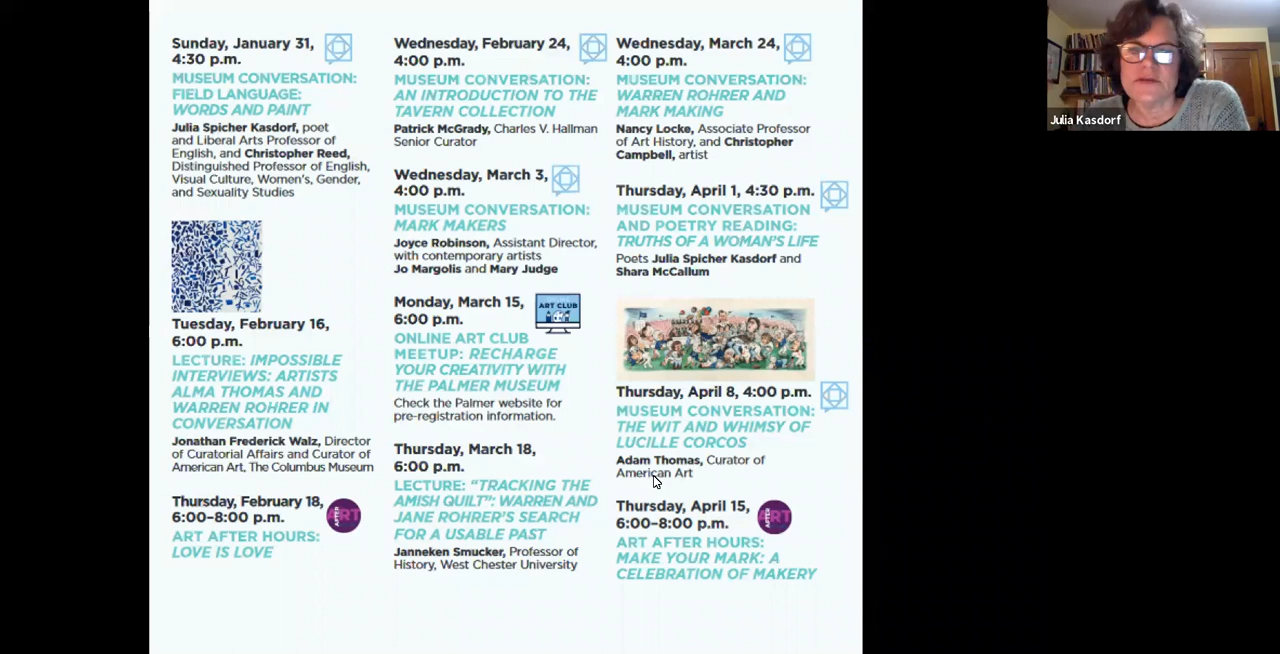 Sunday, January 31,
4:30 p.m.
MUSEUM CONVERSATION:
FIELD LANGUAGE:
WORDS AND PAINT
Julia Spicher Kasdorf, poet
and Liberal Arts Professor of
English, and Christopher Reed,
Distinguished Professor of English,
Visual Culture, Women's, Gender,
and Sexuality Studies
Tuesday, February 16,
6:00 p.m.
LECTURE: IMPOSSIBLE
INTERVIEWS: ARTISTS
ALMA THOMAS AND
WARREN ROHRER IN
CONVERSATION
Jonathan Frederick Walz, Director
of Curatorial Affairs and Curator of
American Art, The Columbus Museum
Thursday, February 18,
6:00–8:00 p.m.
ART AFTER HOURS:
LOVE IS LOVE
AFTER ART
Wednesday, February 24,
4:00 p.m.
MUSEUM CONVERSATION:
AN INTRODUCTION TO THE
TAVERN COLLECTION
Patrick McGrady, Charles V. Hallman
Senior Curator
Wednesday, March 3,
4:00 p.m.
MUSEUM CONVERSATION:
MARK MAKERS
Joyce Robinson, Assistant Director,
with contemporary artists
Jo Margolis and Mary Judge
Monday, March 15,
6:00 p.m.
ART CLUB
ONLINE ART CLUB
MEETUP: RECHARGE
YOUR CREATIVITY WITH
THE PALMER MUSEUM
Check the Palmer website for
pre-registration information.
Thursday, March 18,
6:00 p.m.
LECTURE: “TRACKING THE
AMISH QUILT”: WARREN AND
JANE ROHRER'S SEARCH
FOR A USABLE PAST
Janneken Smucker, Professor of
History, West Chester University
Wednesday, March 24,
4:00 p.m.
MUSEUM CONVERSATION:
WARREN ROHRER AND
MARK MAKING
Nancy Locke, Associate Professor
of Art History, and Christopher
Campbell, artist
Thursday, April 1, 4:30 p.m.
MUSEUM CONVERSATION
AND POETRY READING:
TRUTHS OF A WOMAN'S LIFE
Poets Julia Spicher Kasdorf and
Shara McCallum
Thursday, April 8, 4:00 p.m.
MUSEUM CONVERSATION:
THE WIT AND WHIMSY OF
LUCILLE CORCOS
Adam Thomas, Curator of
American Art
Thursday, April 15,
6:00–8:00 p.m.
AFTER ART
ART AFTER HOURS:
MAKE YOUR MARK: A
CELEBRATION OF MAKERY
Julia Kasdorf